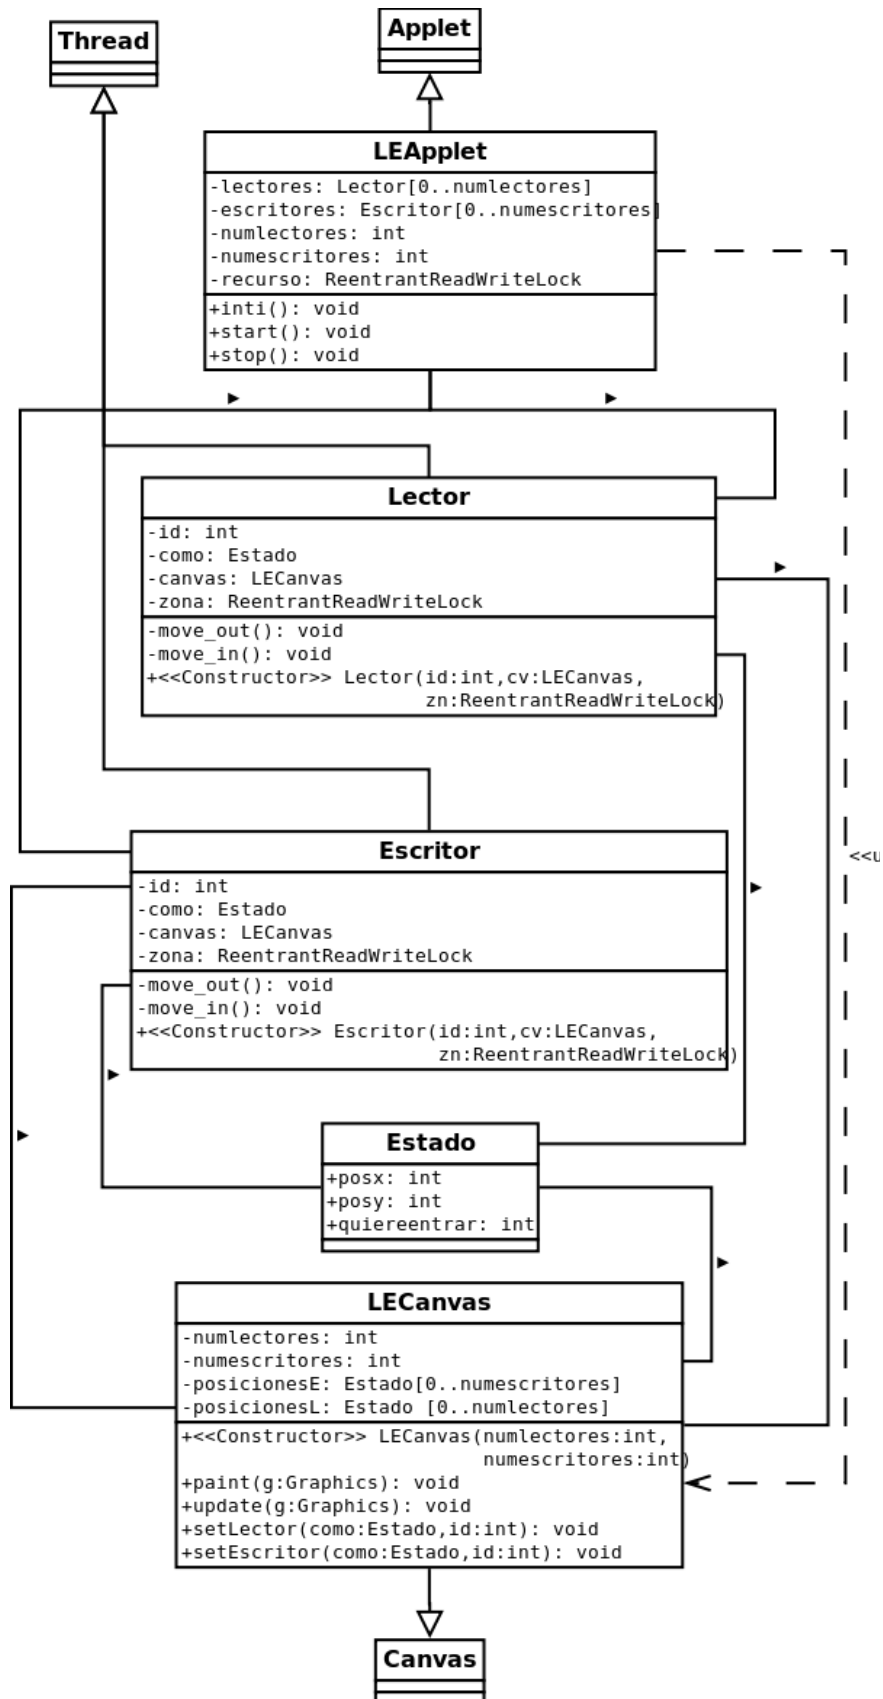 Thread
Applet
LEApplet
-lectores: Lector[0..numlectores]
-escritores: Escritor[0..numescritores]
-numlectores: int
-numescritores: int
-recurso: ReentrantReadWriteLock
+inti(): void
+start(): void
+stop(): void
Lector
-id: int
-como: Estado
-canvas: LECanvas
-zona: ReentrantReadWriteLock
-move_out(): void
-move_in(): void
+<<Constructor>> Lector(id:int,cv:LECanvas,
zn:ReentrantReadWriteLock)
Escritor
<<u
-id: int
-como: Estado
-canvas: LECanvas
-zona: ReentrantReadWriteLock
-move_out(): void
-move_in(): void
+<<Constructor>> Escritor(id:int,cv:LECanvas,
zn:ReentrantReadWriteLock)
Estado
+posx: int
+posy: int
+quiereentrar: int
LECanvas
-numlectores: int
-numescritores: int
-posicionesE: Estado[0..numescritores]
-posicionesL: Estado [0..numlectores]
+<<Constructor>> LECanvas(numlectores:int,
numescritores:int)
+paint(g:Graphics): void
+update(g:Graphics): void
+setLector(como:Estado,id:int): void
+setEscritor(como:Estado,id:int): void
Canvas